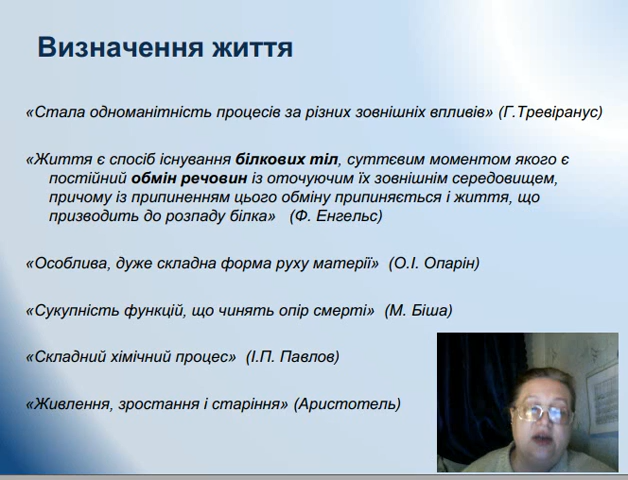 Визначення життя
«Стала одноманітність процесів за різних зовнішніх впливів» (Г.Тревіранус)
«Життя є спосіб існування білкових тіл, суттєвим моментом якого є
постійний обмін речовин із оточуючим їх зовнішнім середовищем,
причому із припиненням цього обміну припиняється і життя, що
призводить до розпаду білка» (Ф. Енгельс)
«Особлива, дуже складна форма руху матерії» (О.І. Опарін)
«Сукупність функцій, що чинять опір смерті» (М. Біша)
«Складний хімічний процес» (І.П. Павлов)
«Живлення, зростання і старіння» (Аристотель)